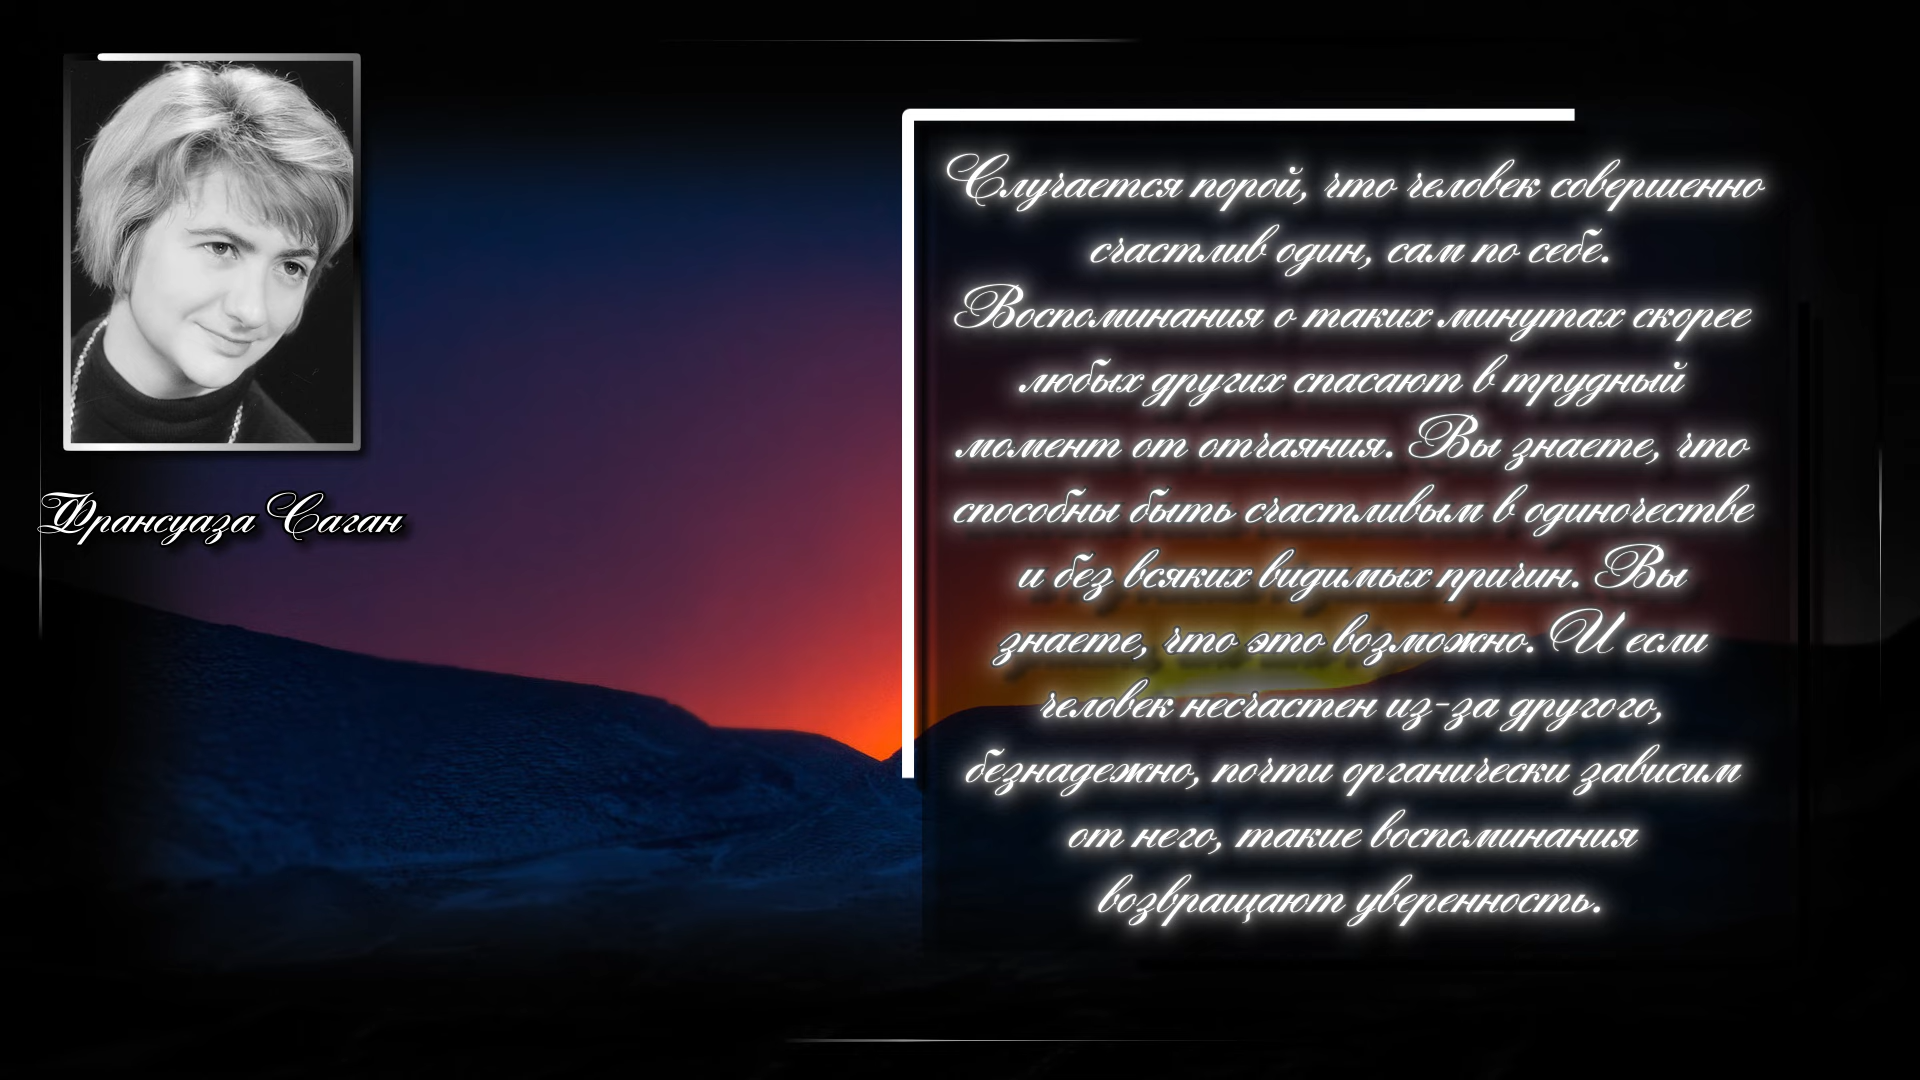 Франсуаза Саган
Случается порой, что человек совершенно
счастлив один, сам по себе.
Воспоминания о таких минутах скорее
любых других спасают в трудный
момент от отчаяния. Вы знаете, что
способны быть счастливым в одиночестве
и без всяких видимых причин. Вы
знаете, что это возможно. И если
человек несчастен из-за другого,
безнадежно, почти органически зависим
от него, такие воспоминания
возвращают уверенность.